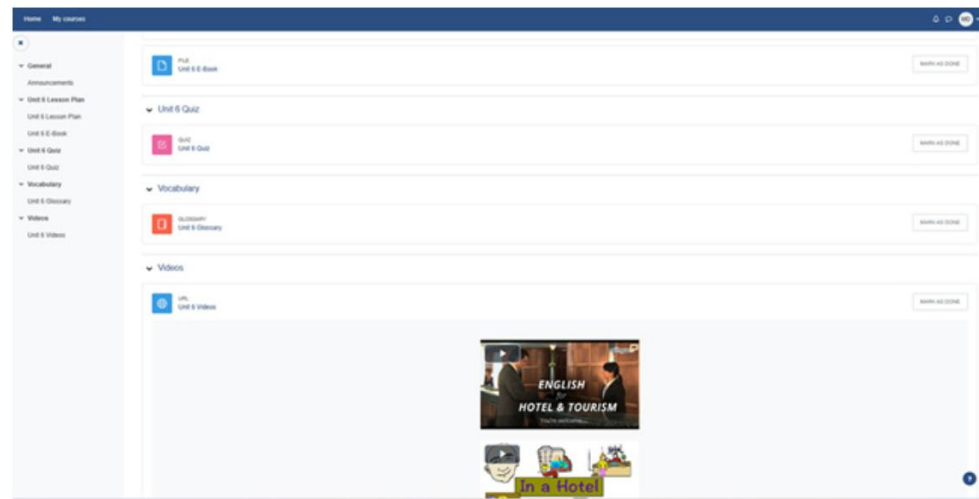 Home My courses
MD
General
Announcements
Unit 6 Lesson Plan
Unit 6 Lesson Plan
Unit 6 E-Book
Unit 6 Quiz
Unit 6 Quiz
Vocabulary
Unit 6 Glossary
Videos
Unit 6 Videos
FILE
Unit 6 E-Book
MARK AS DONE
Unit 6 Quiz
QUIZ
Unit 6 Quiz
MARK AS DONE
Vocabulary
GLOSSARY
Unit 6 Glossary
MARK AS DONE
Videos
URL
Unit 6 Videos
MARK AS DONE
ENGLISH
for
HOTEL & TOURISM
In a Hotel
?